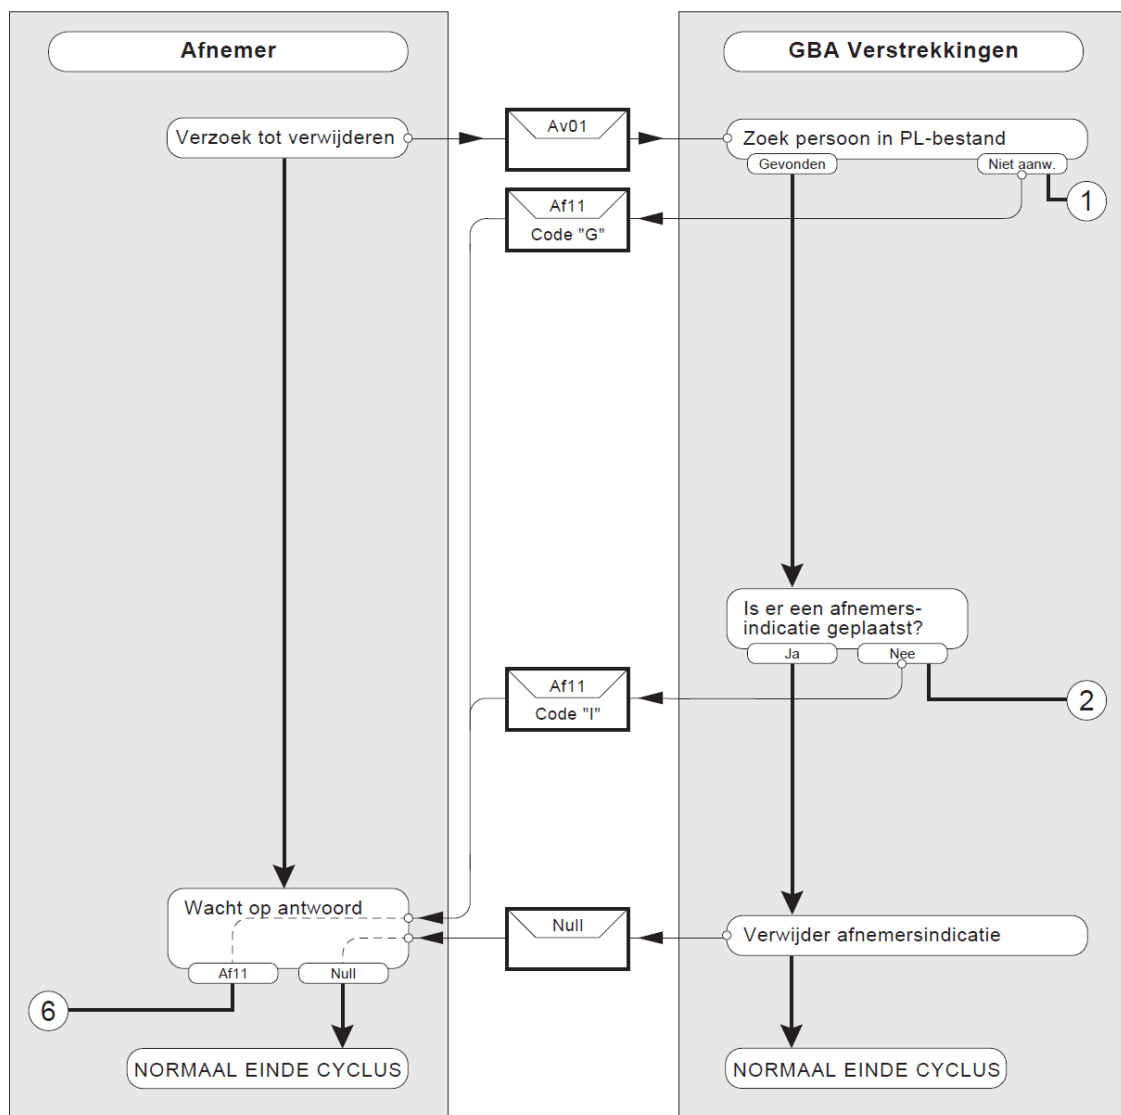 Afnemer
GBA Verstrekkingen
Verzoek tot verwijderen
Av01
Zoek persoon in PL-bestand
Gevonden
Niet aanw.
1
Af11
Code "G"
Is er een afnemers-
indicatie geplaatst?
Ja
Nee
2
Af11
Code "I"
Wacht op antwoord
Null
Verwijder afnemersindicatie
Af11
Null
6
NORMAAL EINDE CYCLUS
NORMAAL EINDE CYCLUS